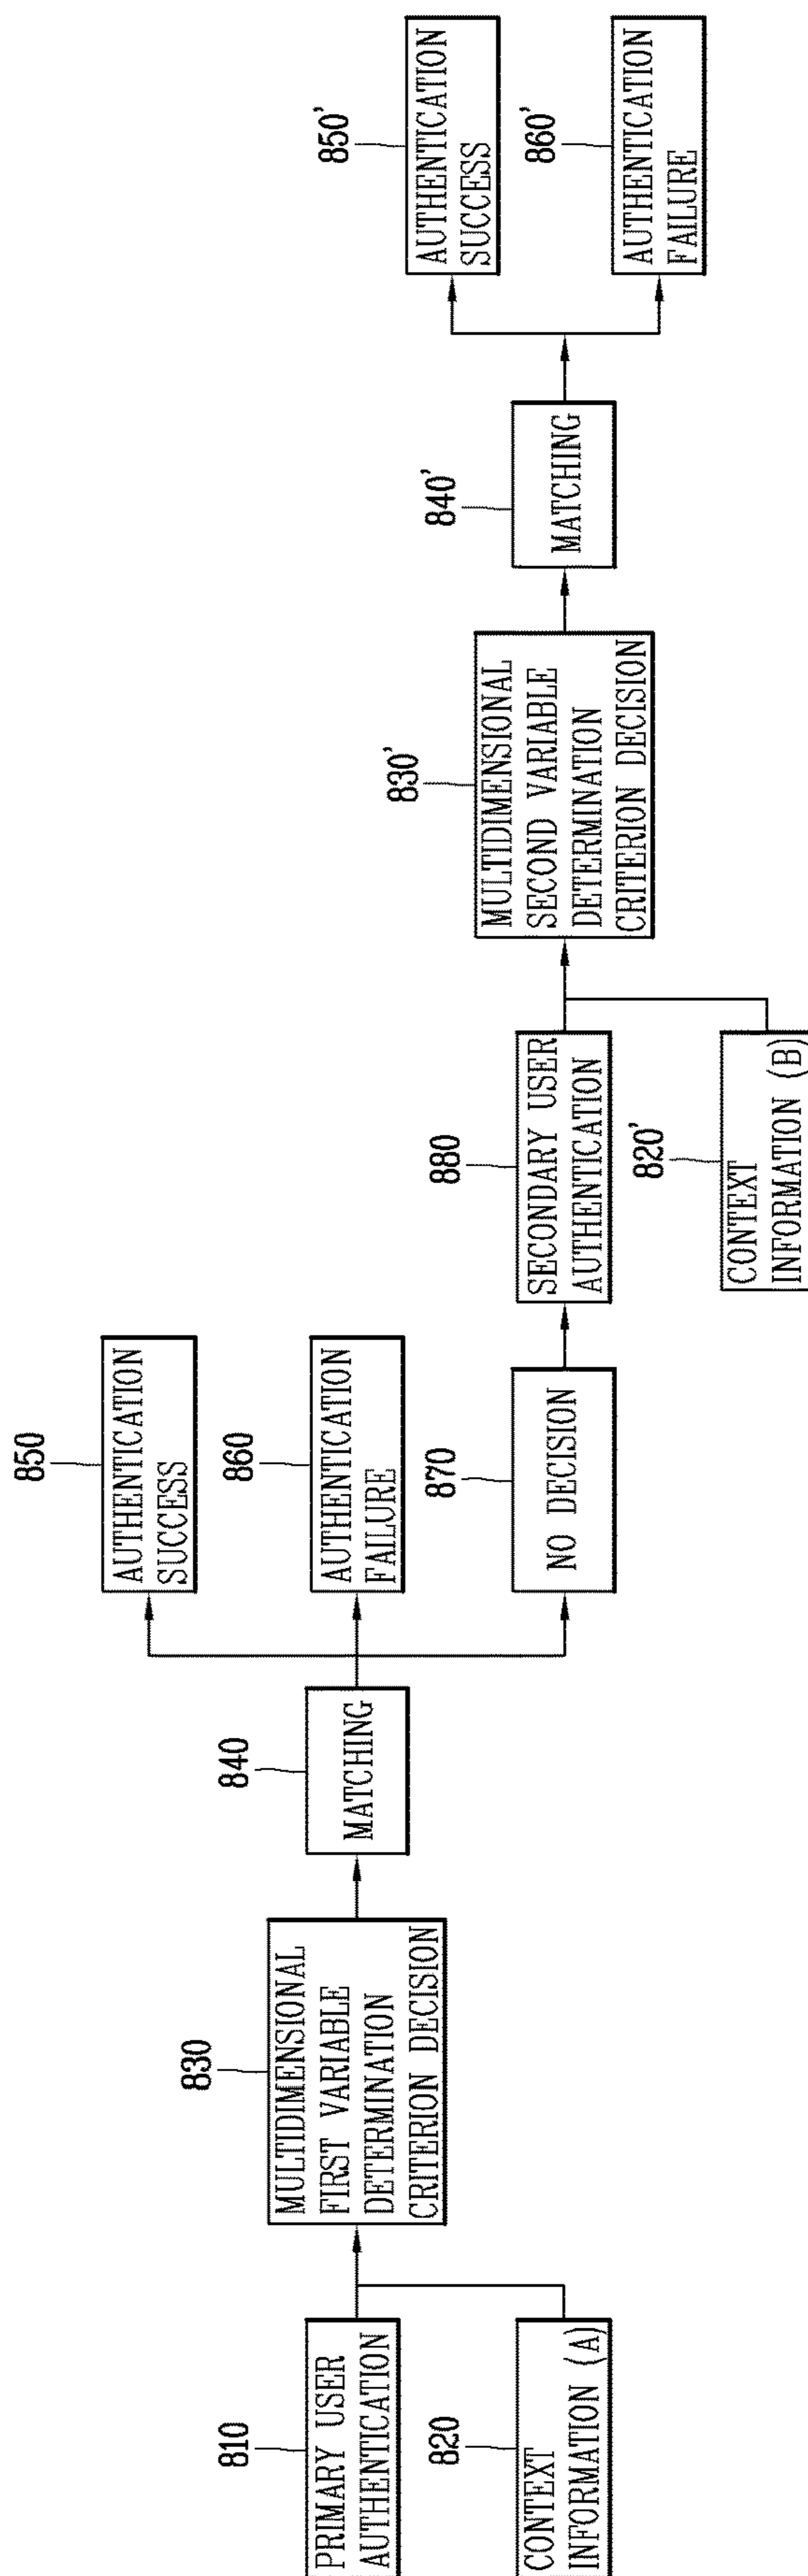 810
PRIMARY USER
AUTHENTICATION
820
CONTEXT
INFORMATION (A)
830
MULTIDIMENSIONAL
FIRST VARIABLE
DETERMINATION
CRITERION DECISION
840
MATCHING
850
AUTHENTICATION
SUCCESS
860
AUTHENTICATION
FAILURE
870
NO DECISION
880
SECONDARY USER
AUTHENTICATION
820'
CONTEXT
INFORMATION (B)
830'
MULTIDIMENSIONAL
SECOND VARIABLE
DETERMINATION
CRITERION DECISION
840'
MATCHING
850'
AUTHENTICATION
SUCCESS
860'
AUTHENTICATION
FAILURE